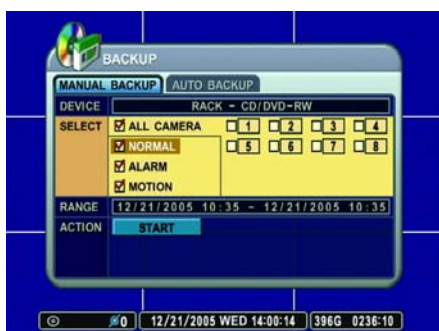 BACKUP
MANUAL BACKUP AUTO BACKUP
DEVICE RACK - CD/DVD-RW
SELECT ALL CAMERA 1 2 3 4
NORMAL 5 6 7 8
ALARM
MOTION
RANGE 12/21/2005 10:35 - 12/21/2005 10:35
ACTION START
0 12/21/2005 WED 14:00:14 396G 0236:10